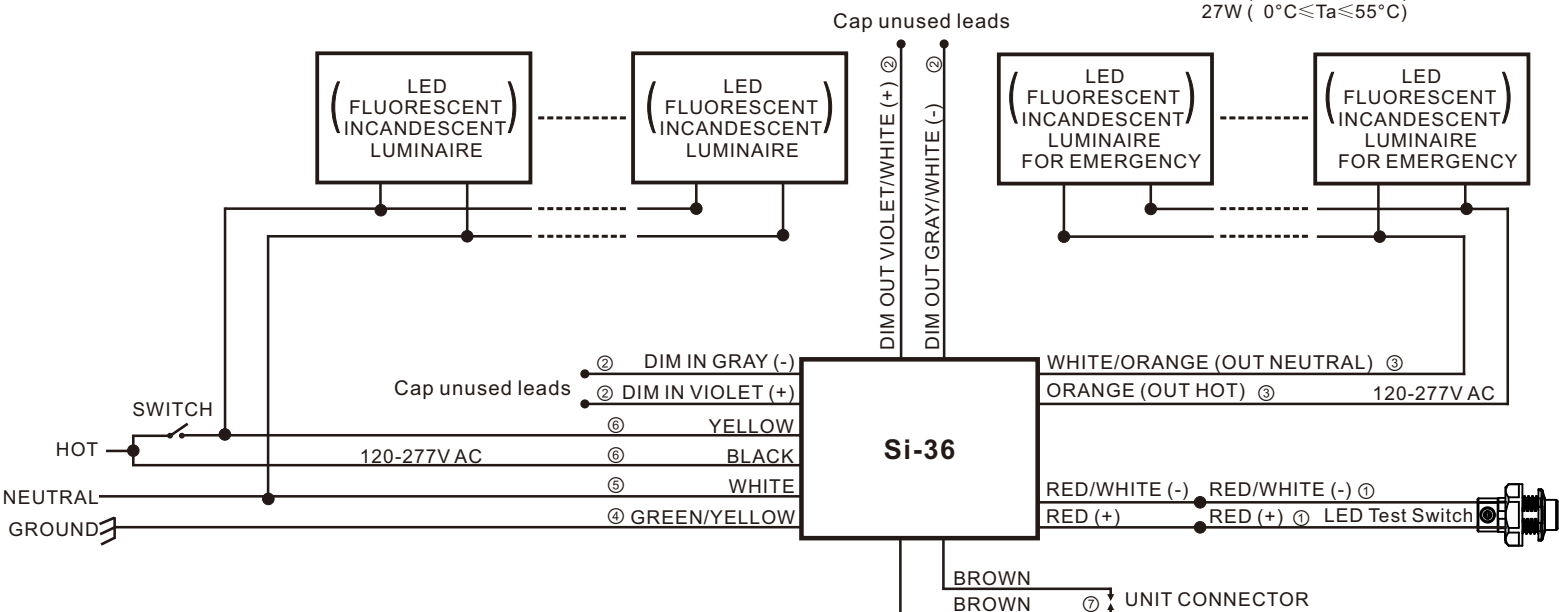 27W ( 0°C≤Ta≤55°C)
Cap unused leads
LED
FLUORESCENT
INCANDESCENT
LUMINAIRE
LED
FLUORESCENT
INCANDESCENT
LUMINAIRE
DIM OUT VIOLET/WHITE (+) ②
DIM OUT GRAY/WHITE (-) ②
LED
FLUORESCENT
INCANDESCENT
LUMINAIRE
FOR EMERGENCY
LED
FLUORESCENT
INCANDESCENT
LUMINAIRE
FOR EMERGENCY
② DIM IN GRAY (-)
Cap unused leads
② DIM IN VIOLET (+)
SWITCH
⑥ YELLOW
HOT
120-277V AC
⑥ BLACK
NEUTRAL
⑤ WHITE
GROUND
④ GREEN/YELLOW
Si-36
WHITE/ORANGE (OUT NEUTRAL) ③
ORANGE (OUT HOT) ③ 120-277V AC
RED/WHITE (-) RED/WHITE (-) ①
RED (+) RED (+) ① LED Test Switch
BROWN
BROWN ⑦ UNIT CONNECTOR